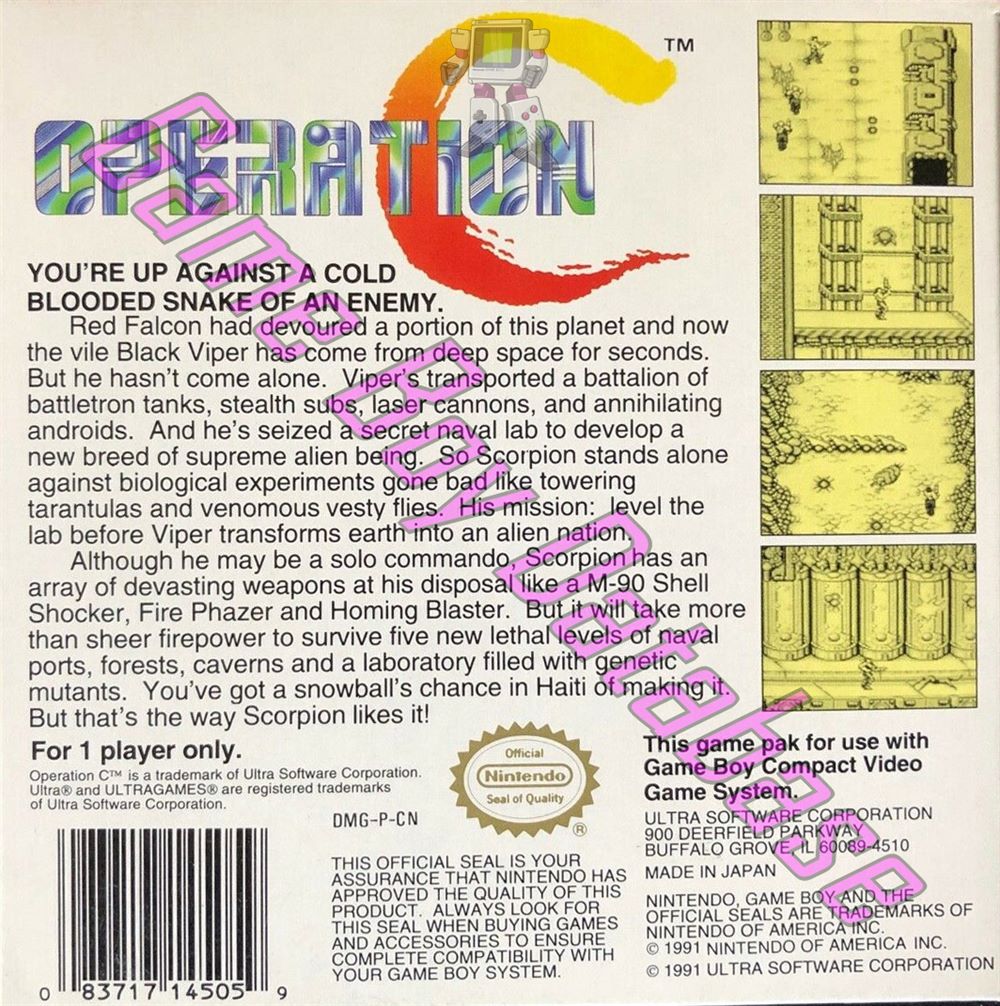 OPERATION C™
YOU'RE UP AGAINST A COLD
BLOODED SNAKE OF AN ENEMY.
Red Falcon had devoured a portion of this planet and now
the vile Black Viper has come from deep space for seconds.
But he hasn't come alone. Viper's transported a battalion of
battletron tanks, stealth subs, laser cannons, and annihilating
androids. And he's seized a secret naval lab to develop a
new breed of supreme alien being. So Scorpion stands alone
against biological experiments gone bad like towering
tarantulas and venomous vesty flies. His mission: level the
lab before Viper transforms earth into an alien nation.
Although he may be a solo commando, Scorpion has an
array of devasting weapons at his disposal like a M-90 Shell
Shocker, Fire Phazer and Homing Blaster. But it will take more
than sheer firepower to survive five new lethal levels of naval
ports, forests, caverns and a laboratory filled with genetic
mutants. You've got a snowball's chance in Haiti of making it.
But that's the way Scorpion likes it!
For 1 player only.
Operation C™ is a trademark of Ultra Software Corporation.
Ultra® and ULTRAGAMES® are registered trademarks
of Ultra Software Corporation.
0 83717 14505 9
DMG-P-CN
Official
Nintendo
Seal of Quality
®
THIS OFFICIAL SEAL IS YOUR
ASSURANCE THAT NINTENDO HAS
APPROVED THE QUALITY OF THIS
PRODUCT. ALWAYS LOOK FOR
THIS SEAL WHEN BUYING GAMES
AND ACCESSORIES TO ENSURE
COMPLETE COMPATIBILITY WITH
YOUR GAME BOY SYSTEM.
This game pak for use with
Game Boy Compact Video
Game System.
ULTRA SOFTWARE CORPORATION
900 DEERFIELD PARKWAY
BUFFALO GROVE, IL 60089-4510
MADE IN JAPAN
NINTENDO, GAME BOY AND THE
OFFICIAL SEALS ARE TRADEMARKS OF
NINTENDO OF AMERICA INC.
© 1991 NINTENDO OF AMERICA INC.
© 1991 ULTRA SOFTWARE CORPORATION
Game Boy Database